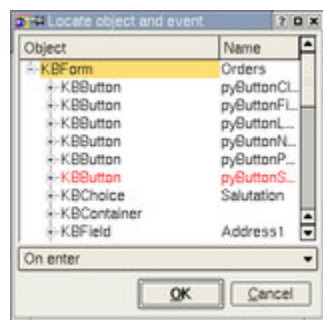 Locate object and event
Object Name
KBForm Orders
KBButton pyButtonCl...
KBButton pyButtonFi...
KBButton pyButtonL...
KBButton pyButtonN...
KBButton pyButtonP...
KBButton pyButtonS...
KBChoice Salutation
KBContainer
KBField Address1
On enter
OK Cancel